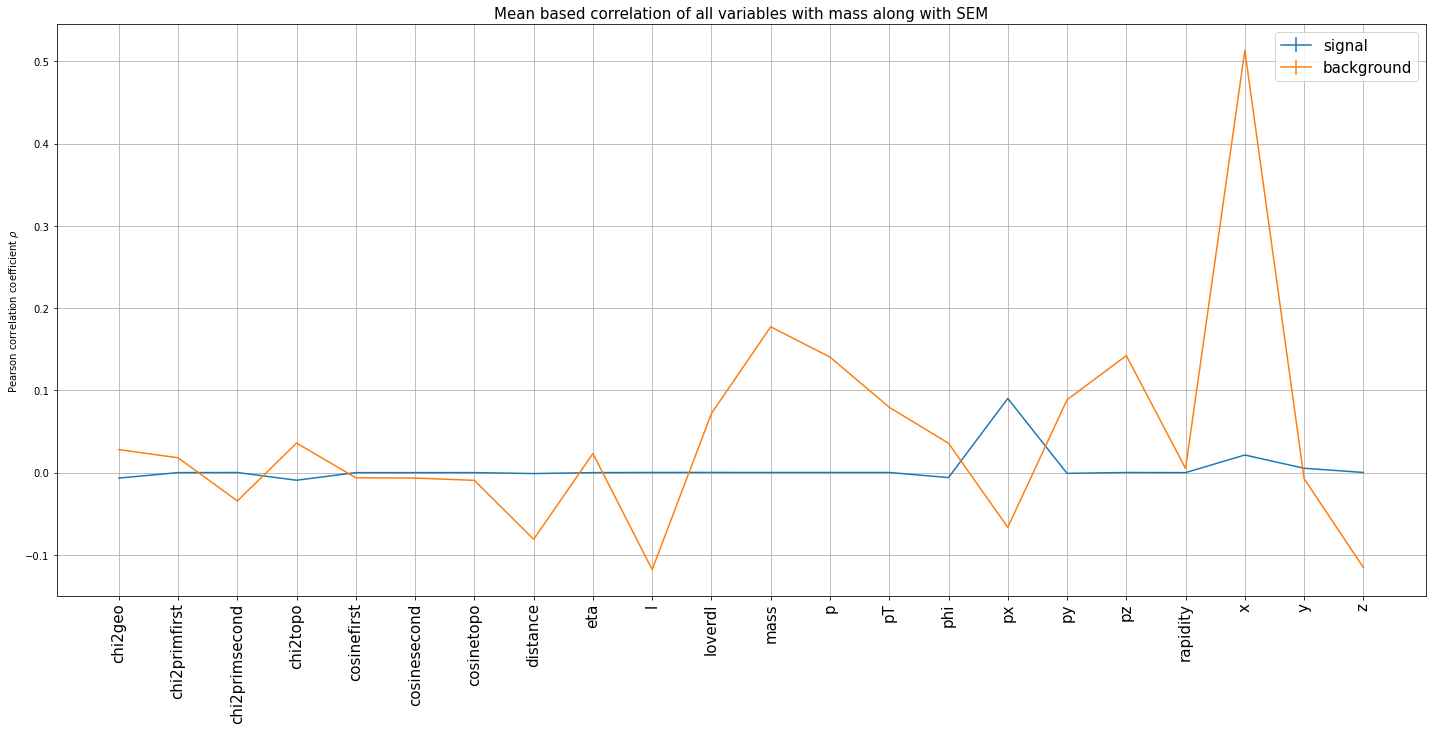 Mean based correlation of all variables with mass along with SEM
signal
background
Pearson correlation coefficient ρ
0.5
0.4
0.3
0.2
0.1
0.0
−0.1
chi2geo
chi2primfirst
chi2primsecond
chi2topo
cosinefirst
cosinesecond
cosinetopo
distance
eta
l
loverdl
mass
p
pT
phi
px
py
pz
rapidity
x
y
z